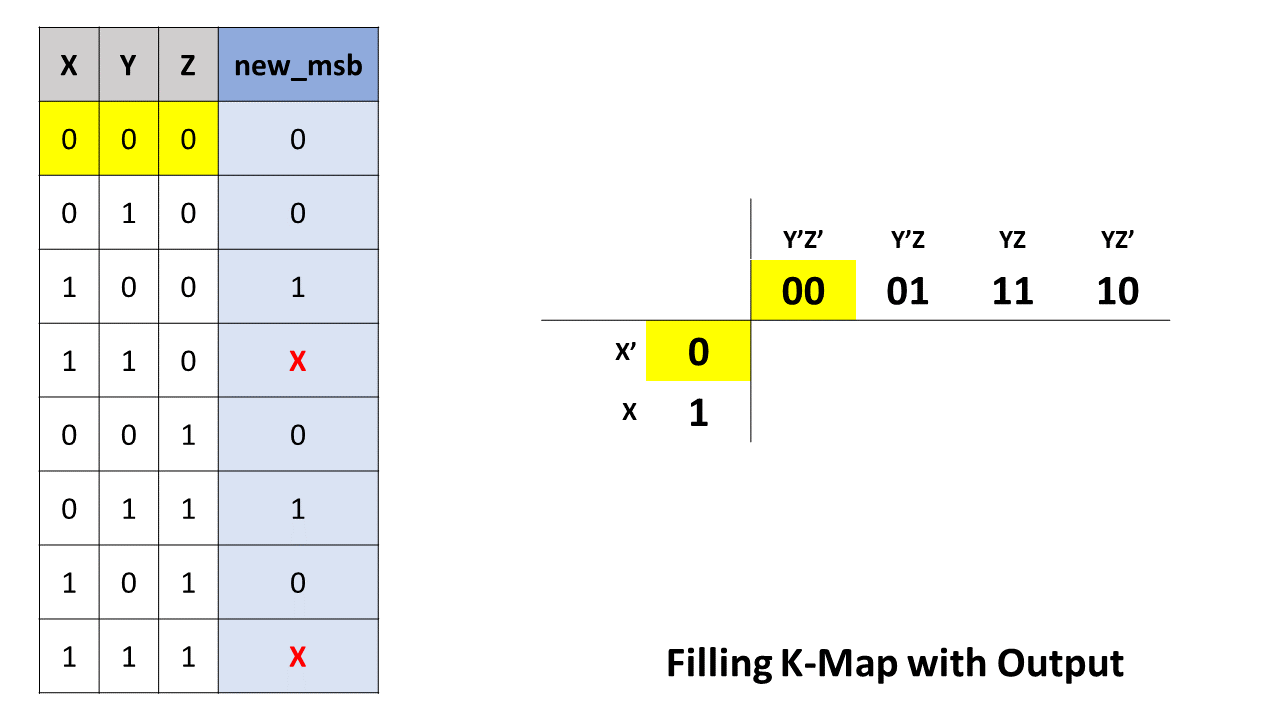 X Y Z new_msb
0 0 0 0
0 1 0 0
1 0 0 1
1 1 0 X
0 0 1 0
0 1 1 1
1 0 1 0
1 1 1 X
Y’Z’ Y’Z YZ YZ’
00 01 11 10
X’ 0
X 1
Filling K-Map with Output